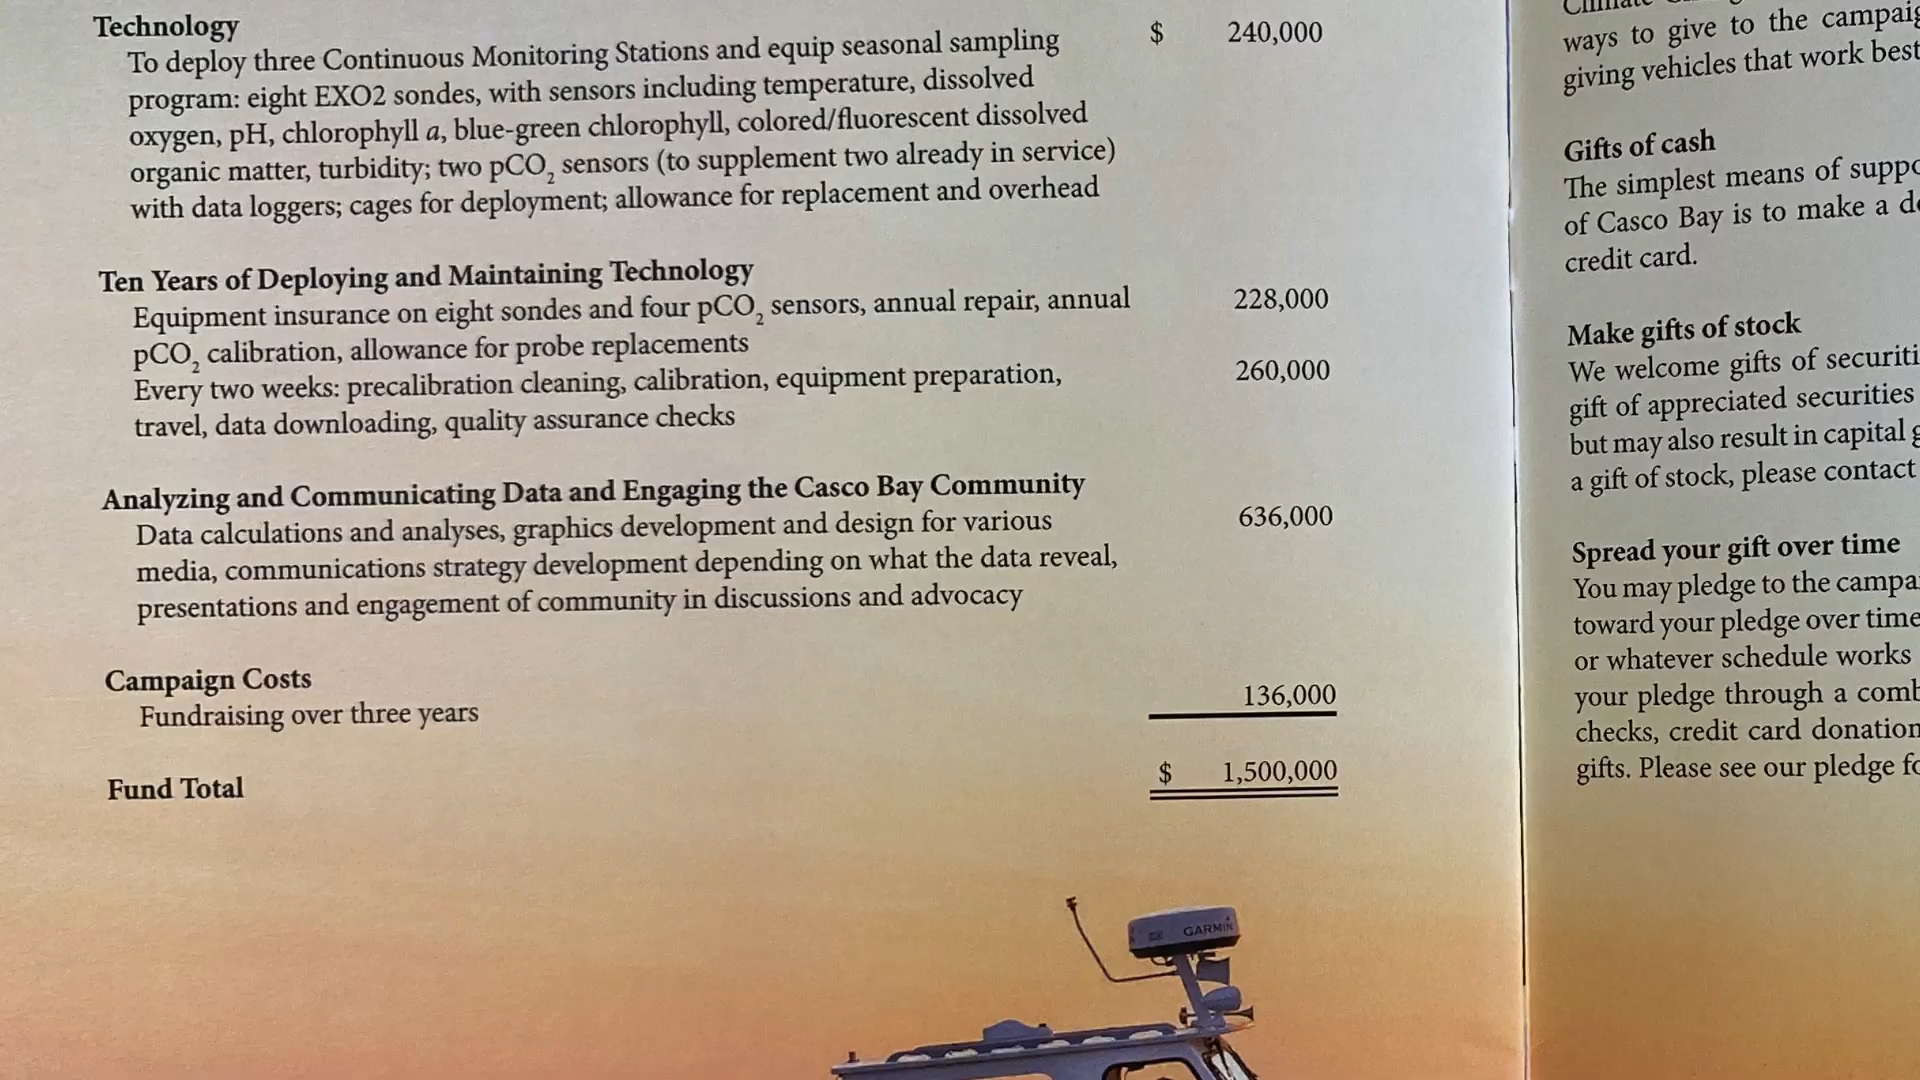 Technology
$ 240,000
To deploy three Continuous Monitoring Stations and equip seasonal sampling
program: eight EXO2 sondes, with sensors including temperature, dissolved
oxygen, pH, chlorophyll a, blue-green chlorophyll, colored/fluorescent dissolved
organic matter, turbidity; two pCO₂ sensors (to supplement two already in service)
with data loggers; cages for deployment; allowance for replacement and overhead
Ten Years of Deploying and Maintaining Technology
Equipment insurance on eight sondes and four pCO₂ sensors, annual repair, annual 228,000
pCO₂ calibration, allowance for probe replacements
Every two weeks: precalibration cleaning, calibration, equipment preparation, 260,000
travel, data downloading, quality assurance checks
Analyzing and Communicating Data and Engaging the Casco Bay Community
Data calculations and analyses, graphics development and design for various 636,000
media, communications strategy development depending on what the data reveal,
presentations and engagement of community in discussions and advocacy
Campaign Costs
Fundraising over three years 136,000
Fund Total $ 1,500,000
GARMIN
ways to give to the
giving vehicles that work best
Gifts of cash
The simplest means of
of Casco Bay is to make a
credit card.
Make gifts of stock
We welcome gifts of
gift of appreciated securities
but may also result in capital
a gift of stock, please contact
Spread your gift over time
You may pledge to the
toward your pledge over time
or whatever schedule works
your pledge through a
checks, credit card
gifts. Please see our pledge